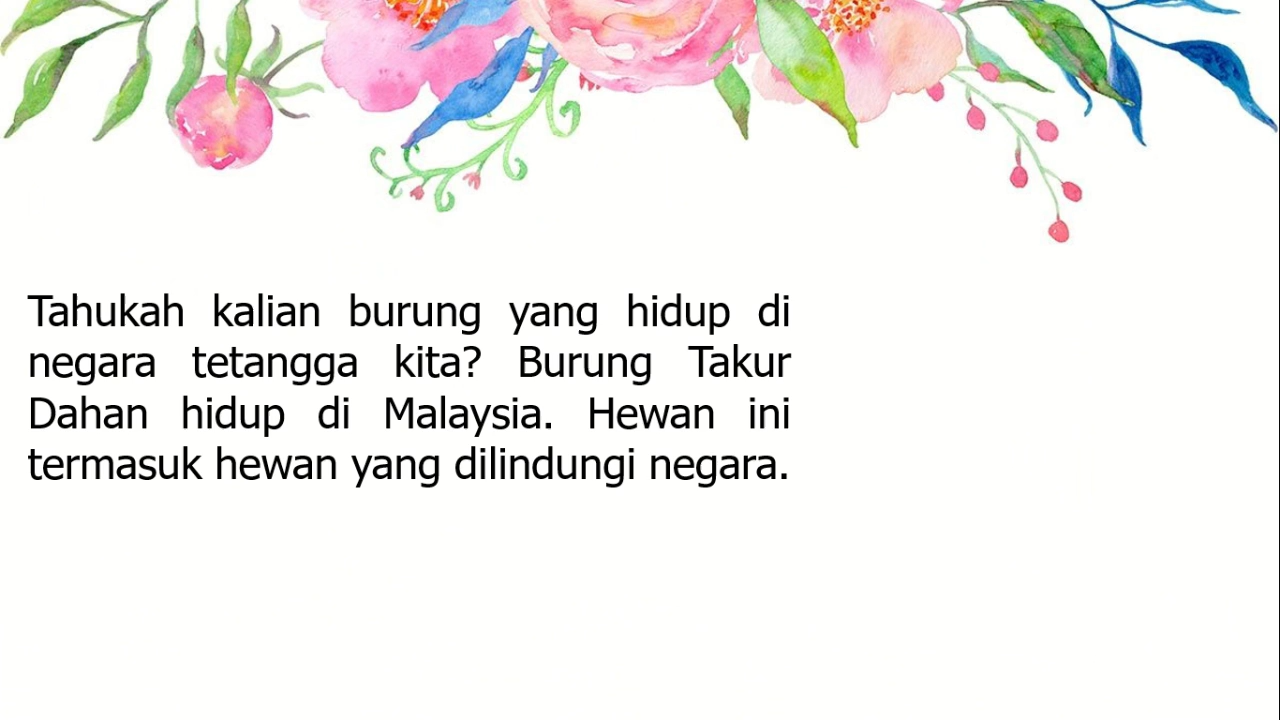 Tahukah kalian burung yang hidup di
negara tetangga kita? Burung Takur
Dahan hidup di Malaysia. Hewan ini
termasuk hewan yang dilindungi negara.